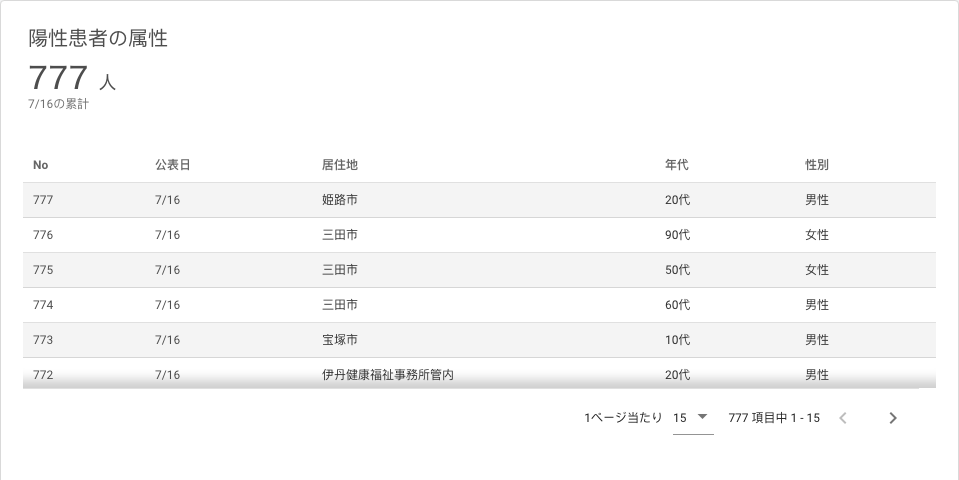 陽性患者の属性
777 人
7/16の累計
No 公表日 居住地 年代 性別
777 7/16 姫路市 20代 男性
776 7/16 三田市 90代 女性
775 7/16 三田市 50代 女性
774 7/16 三田市 60代 男性
773 7/16 宝塚市 10代 男性
772 7/16 伊丹健康福祉事務所管内 20代 男性
1ページ当たり 15 777 項目中 1 - 15